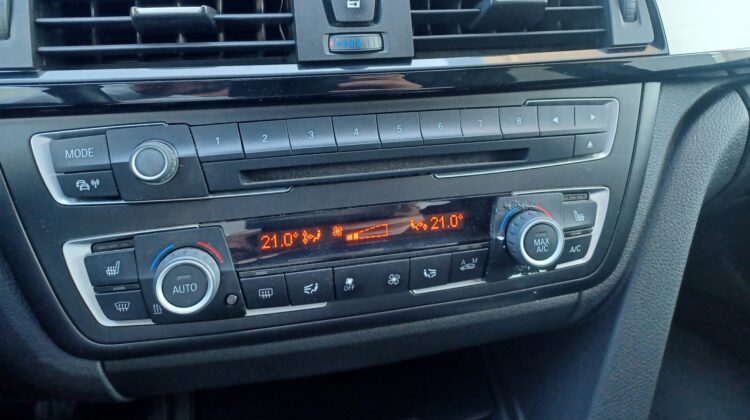 MODE 1 2 3 4 5 6 7 8
21.0° 21.0°
AUTO OFF A M MAX A/C A/C